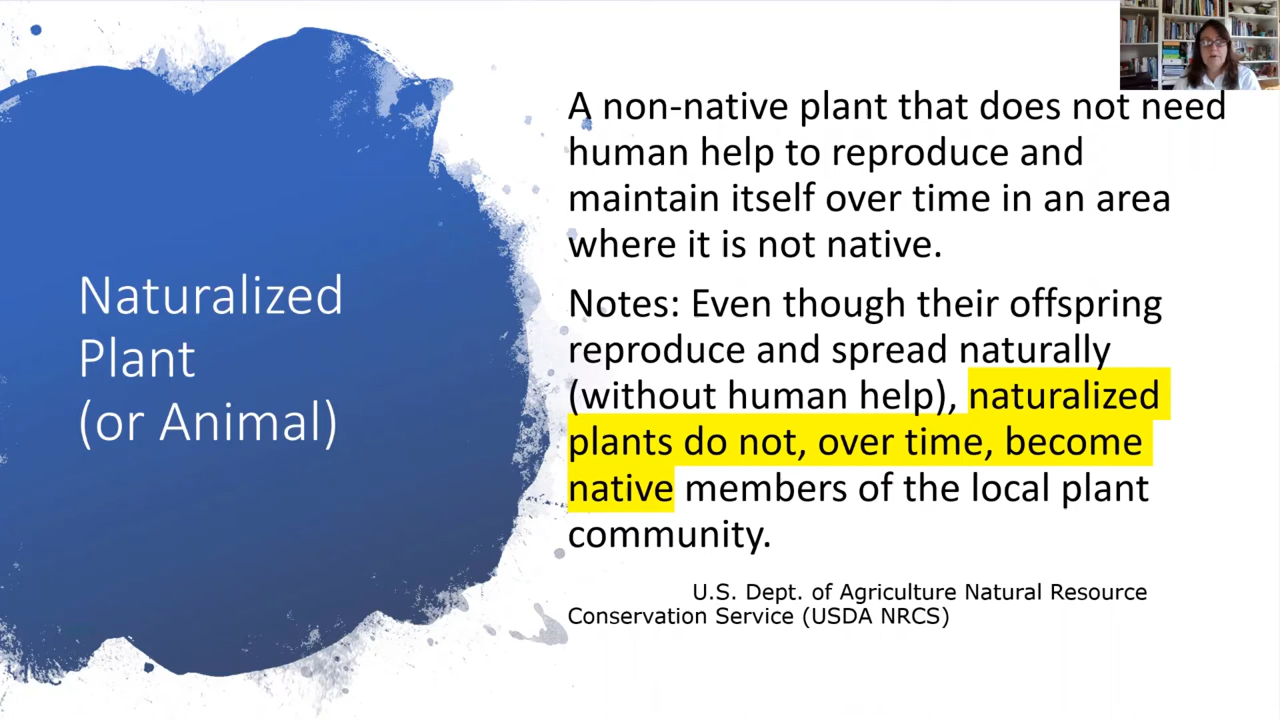 Naturalized
Plant
(or Animal)
A non-native plant that does not need
human help to reproduce and
maintain itself over time in an area
where it is not native.
Notes: Even though their offspring
reproduce and spread naturally
(without human help), naturalized
plants do not, over time, become
native members of the local plant
community.
U.S. Dept. of Agriculture Natural Resource
Conservation Service (USDA NRCS)